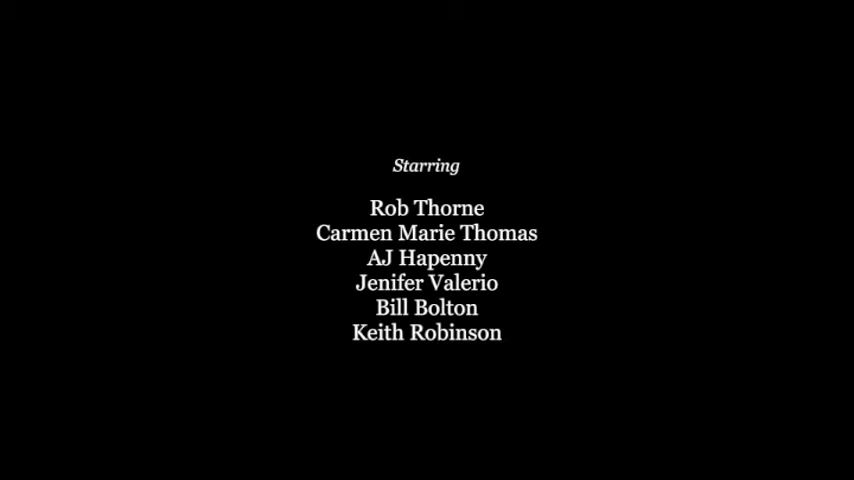 Starring
Rob Thorne
Carmen Marie Thomas
AJ Hapenny
Jenifer Valerio
Bill Bolton
Keith Robinson